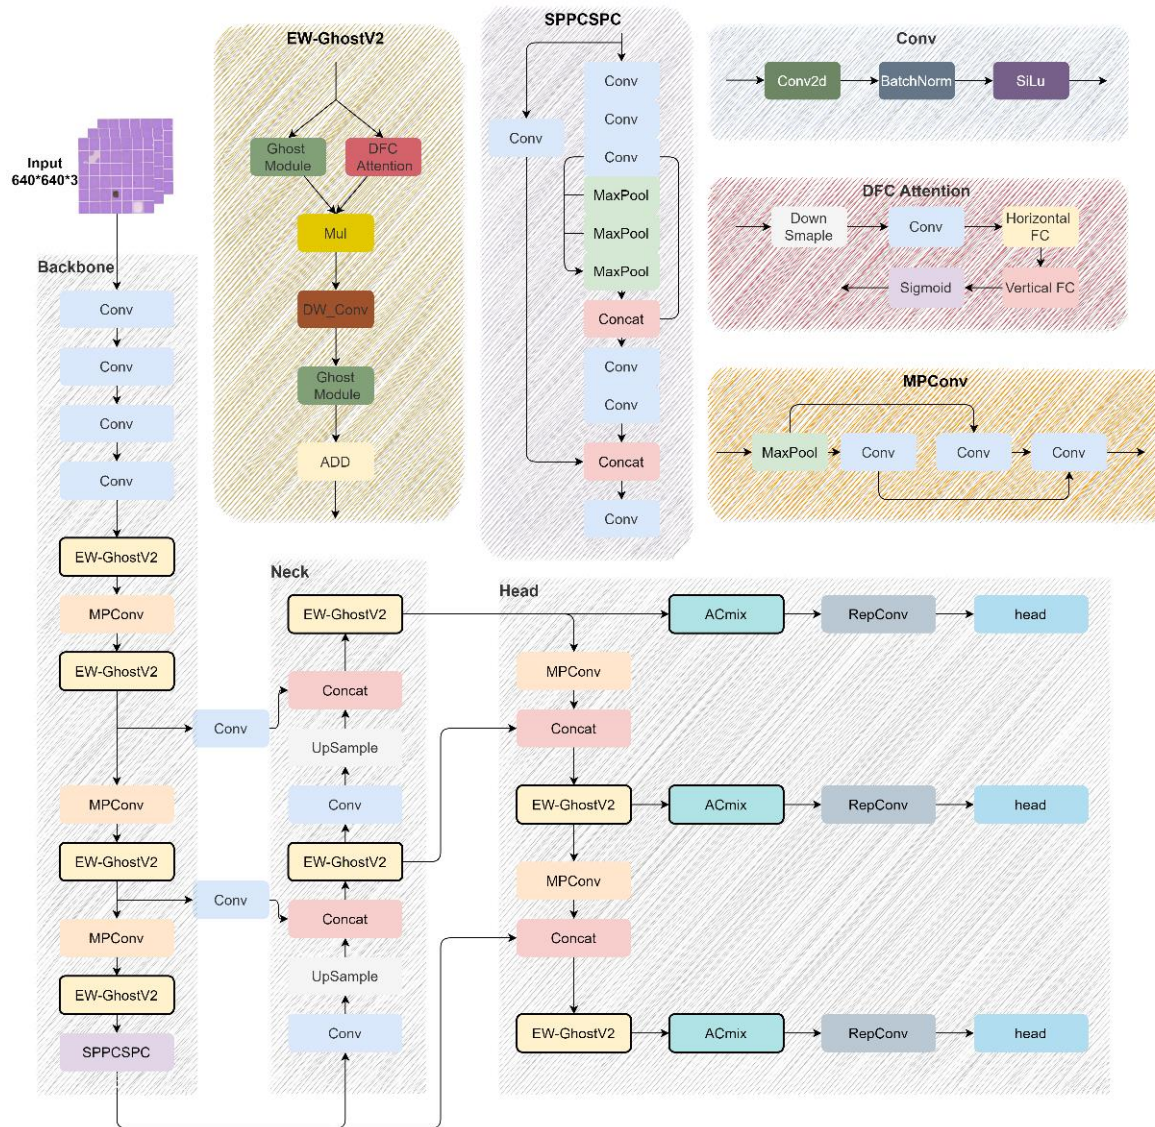 Input
640*640*3
Backbone
Conv
Conv
Conv
Conv
EW-GhostV2
MPConv
EW-GhostV2
MPConv
EW-GhostV2
MPConv
EW-GhostV2
SPPCSPC
Conv
Conv
EW-GhostV2
Ghost
Module
DFC
Attention
Mul
DW_Conv
Ghost
Module
ADD
SPPCSPC
Conv
Conv
Conv
Conv
MaxPool
MaxPool
MaxPool
Concat
Conv
Conv
Concat
Conv
Conv
Conv2d
BatchNorm
SiLu
DFC Attention
Down
Smaple
Conv
Horizontal
FC
Sigmoid
Vertical FC
MPConv
MaxPool
Conv
Conv
Conv
Neck
EW-GhostV2
Concat
UpSample
Conv
EW-GhostV2
Concat
UpSample
Conv
Head
ACmix
RepConv
head
MPConv
Concat
EW-GhostV2
ACmix
RepConv
head
MPConv
Concat
EW-GhostV2
ACmix
RepConv
head